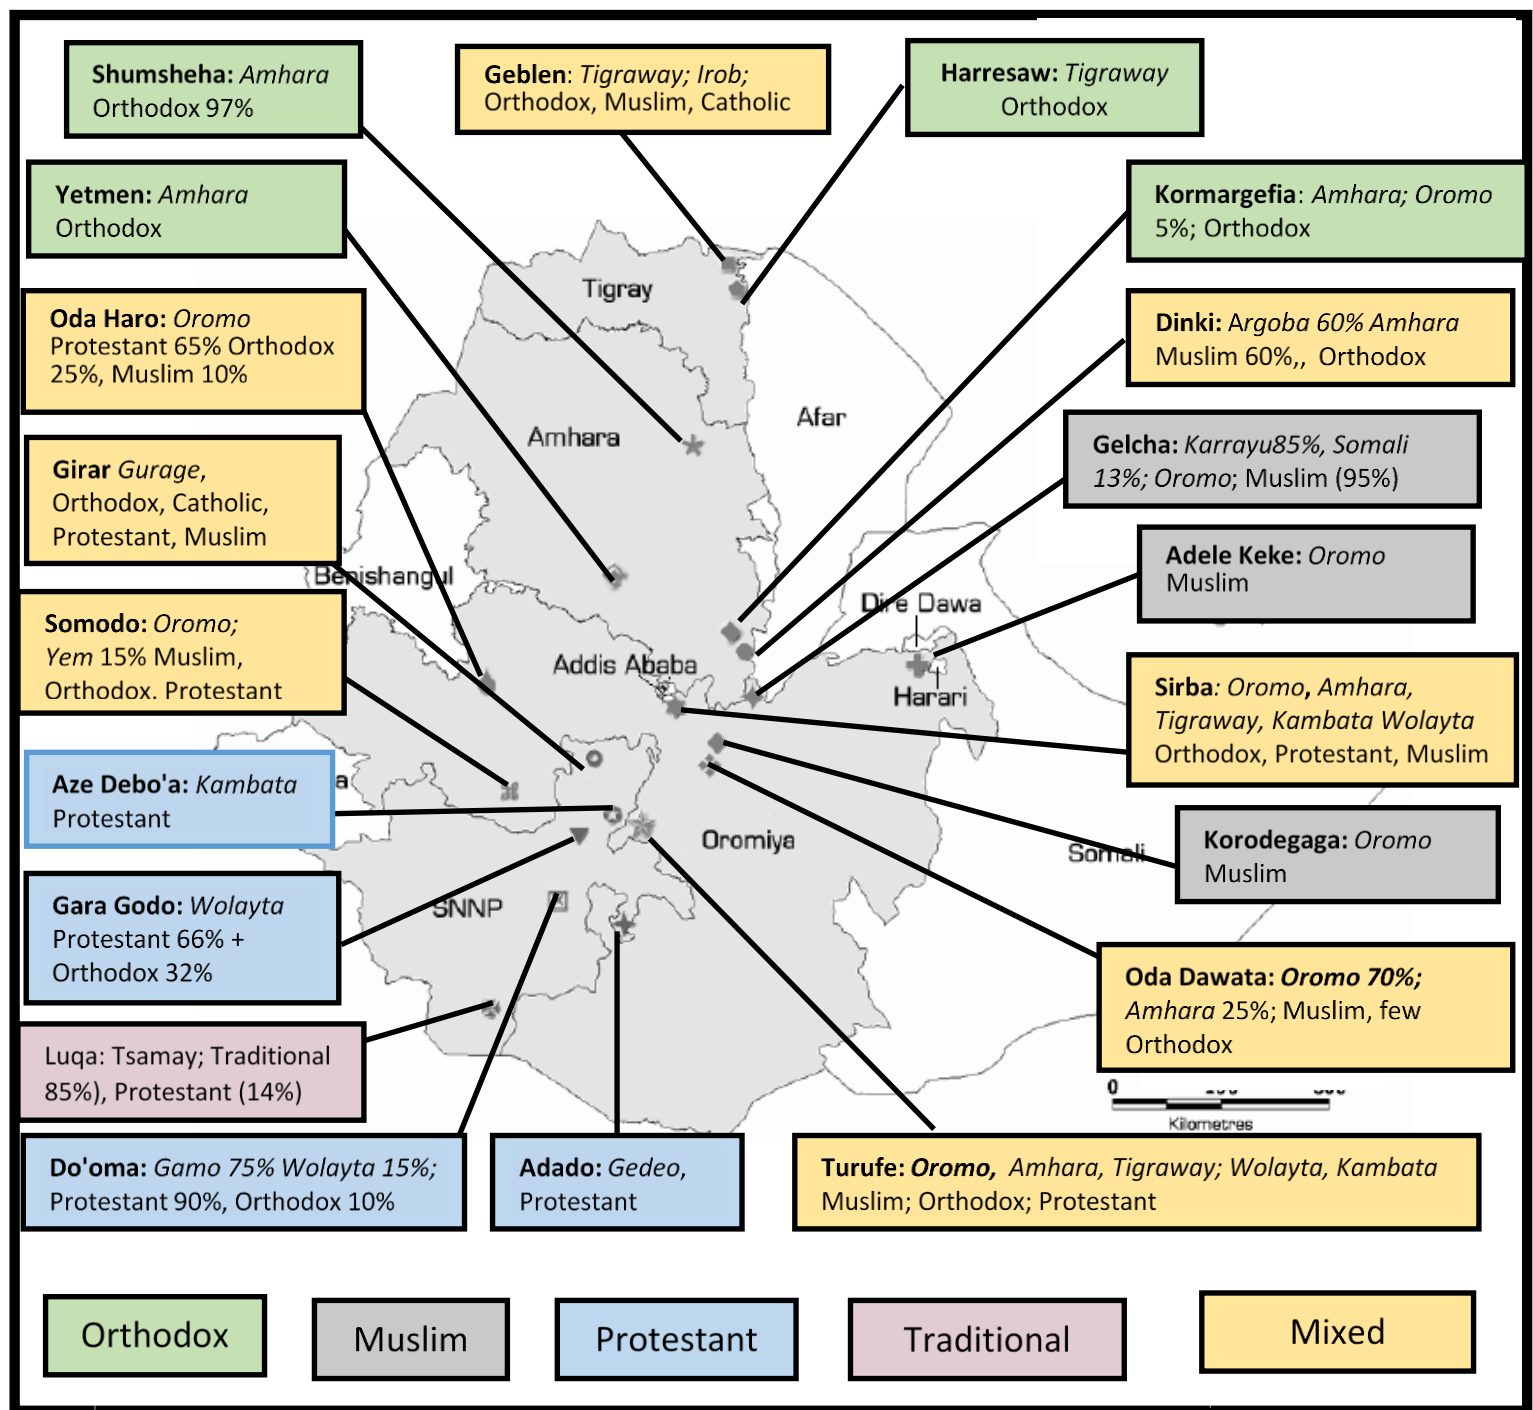 Shumsheha: Amhara
Orthodox 97%
Geblen: Tigraway; Irob;
Orthodox, Muslim, Catholic
Harresaw: Tigraway
Orthodox
Yetmen: Amhara
Orthodox
Kormargefia: Amhara; Oromo
5%; Orthodox
Oda Haro: Oromo
Protestant 65% Orthodox
25%, Muslim 10%
Tigray
Dinki: Argoba 60% Amhara
Muslim 60%,, Orthodox
Afar
Amhara
Gelcha: Karrayu85%, Somali
13%; Oromo; Muslim (95%)
Girar Gurage,
Orthodox, Catholic,
Protestant, Muslim
Adele Keke: Oromo
Muslim
Benishangul
Dire Dawa
Somodo: Oromo;
Yem 15% Muslim,
Orthodox. Protestant
Addis Ababa
Harari
Sirba: Oromo, Amhara,
Tigraway, Kambata Wolayta
Orthodox, Protestant, Muslim
Aze Debo'a: Kambata
Protestant
a
Oromiya
Somali
Korodegaga: Oromo
Muslim
Gara Godo: Wolayta
Protestant 66% +
Orthodox 32%
SNNP
Oda Dawata: Oromo 70%;
Amhara 25%; Muslim, few
Orthodox
Luqa: Tsamay; Traditional
85%), Protestant (14%)
0
Kilometres
Do'oma: Gamo 75% Wolayta 15%;
Protestant 90%, Orthodox 10%
Adado: Gedeo,
Protestant
Turufe: Oromo, Amhara, Tigraway; Wolayta, Kambata
Muslim; Orthodox; Protestant
Orthodox
Muslim
Protestant
Traditional
Mixed